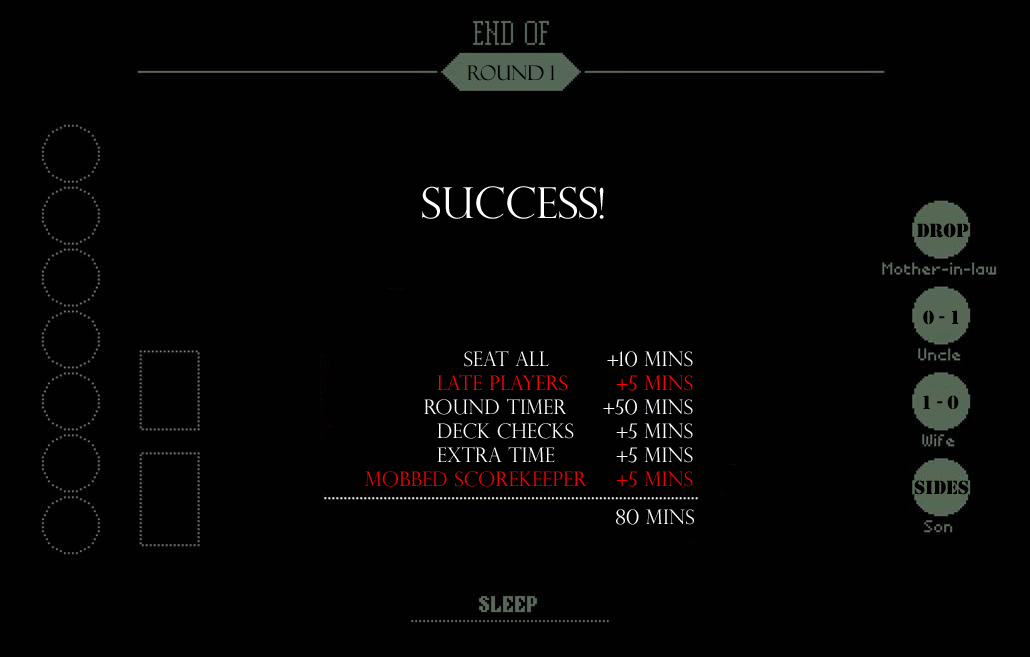 END OF
ROUND 1
SUCCESS!
SEAT ALL +10 MINS
LATE PLAYERS +5 MINS
ROUND TIMER +50 MINS
DECK CHECKS +5 MINS
EXTRA TIME +5 MINS
MOBBED SCOREKEEPER +5 MINS
80 MINS
DROP
Mother-in-law
0 - 1
Uncle
1 - 0
Wife
SIDES
Son
SLEEP